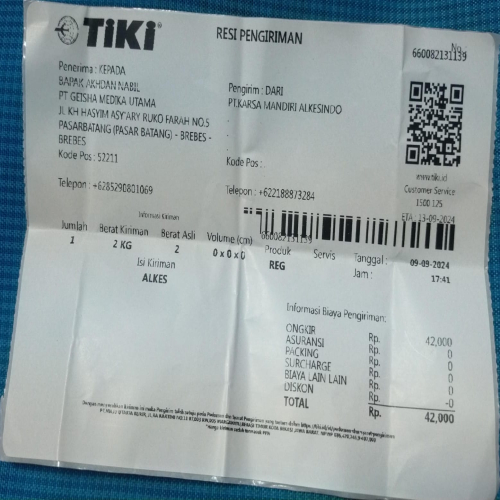 TiKi
RESI PENGIRIMAN
No.
660082131139
Penerima : KEPADA
BAPAK AKHDAN NABIL
PT GEISHA MEDIKA UTAMA
JL KH HASYIM ASY'ARY RUKO FARAH NO.5
PASARBATANG (PASAR BATANG) - BREBES -
BREBES
Kode Pos : 52211
Telepon : +6285290801069
Pengirim : DARI
PT.KARSA MANDIRI ALKESINDO
-
-
Kode Pos : .
Telepon : +622188873284
www.tiki.id
Customer Service
1500 125
ETA : 13-09-2024
660082131139
Informasi Kiriman
Jumlah Berat Kiriman Berat Asli Volume (cm) Produk Servis Tanggal : 09-09-2024
1 2 KG 2 0 x 0 x 0 REG Jam : 17:41
Isi Kiriman
ALKES
Informasi Biaya Pengiriman:
ONGKIR Rp. 42,000
ASURANSI Rp. 0
PACKING Rp. 0
SURCHARGE Rp. 0
BIAYA LAIN LAIN Rp. 0
DISKON Rp. -0
TOTAL Rp. 42,000
*Harga kiriman sudah termasuk PPN